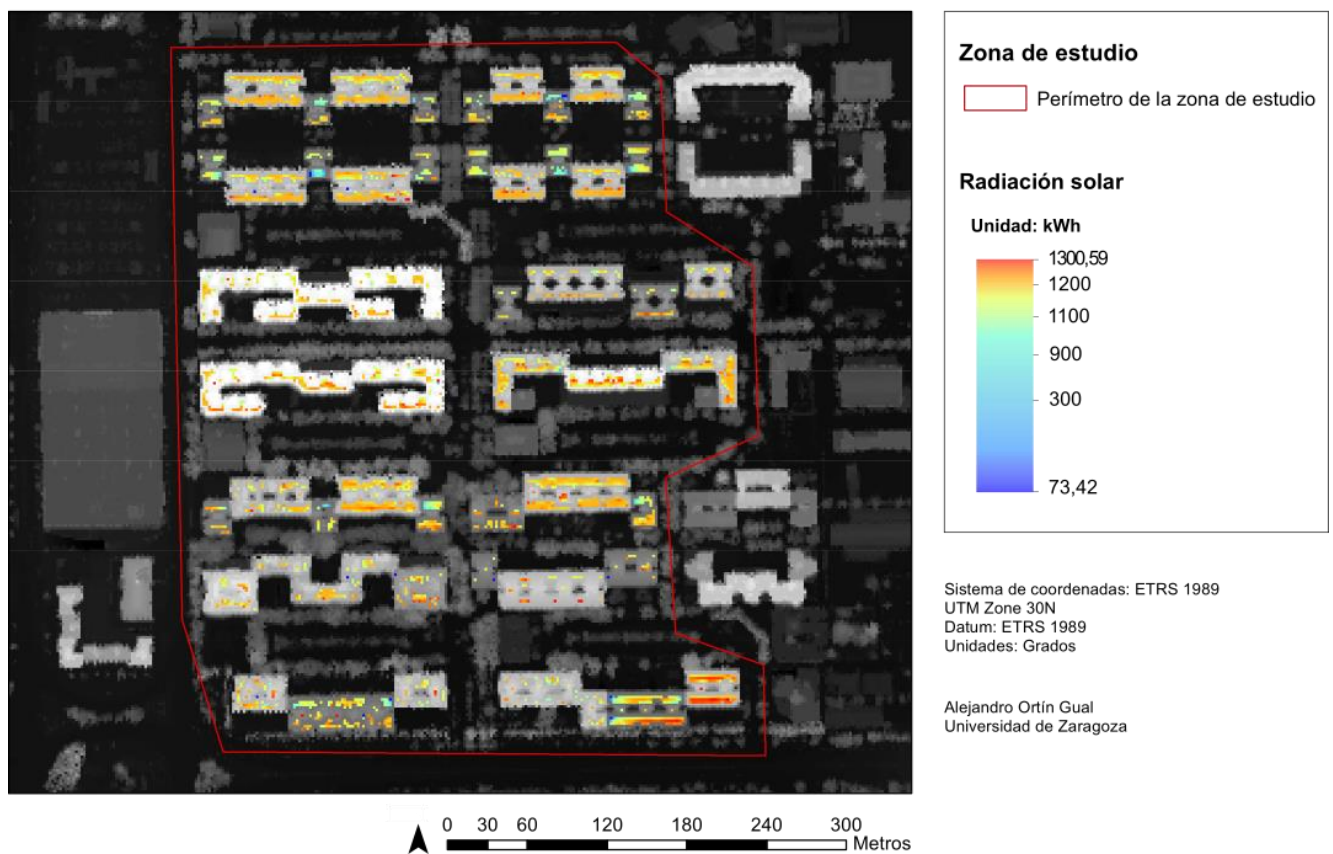 Zona de estudio
Perímetro de la zona de estudio
Radiación solar
Unidad: kWh
1300,59
1200
1100
900
300
73,42
Sistema de coordenadas: ETRS 1989
UTM Zone 30N
Datum: ETRS 1989
Unidades: Grados
Alejandro Ortín Gual
Universidad de Zaragoza
0 30 60 120 180 240 300
Metros